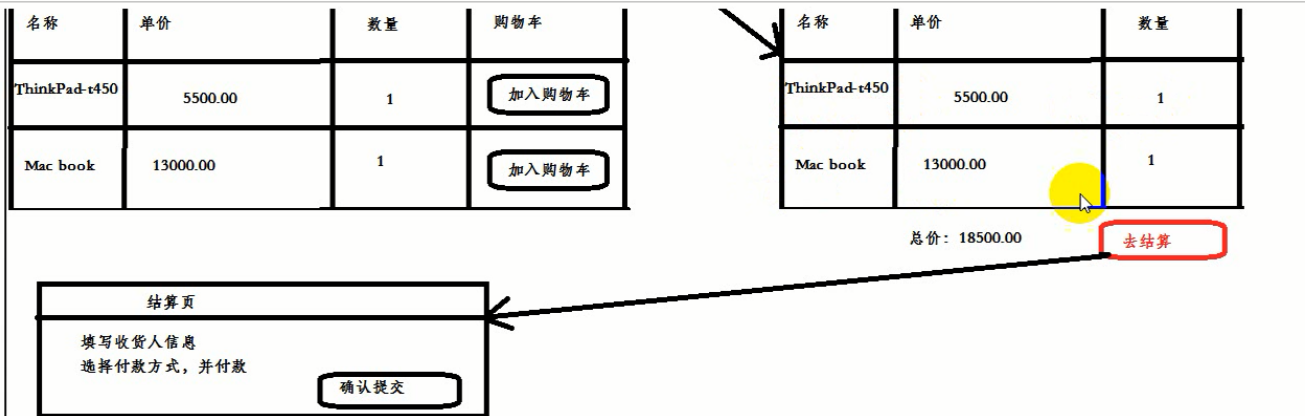 名称 单价 数量 购物车
ThinkPad-t450 5500.00 1 加入购物车
Mac book 13000.00 1 加入购物车
名称 单价 数量
ThinkPad-t450 5500.00 1
Mac book 13000.00 1
总价：18500.00 去结算
结算页
填写收货人信息
选择付款方式，并付款
确认提交